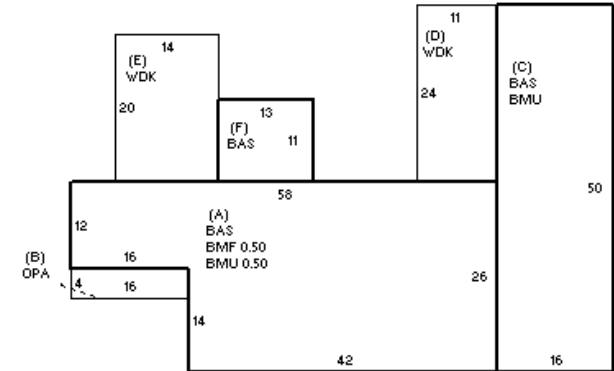 11
(D)
WDK
24
14
(E)
WDK
20
(C)
BAS
BMU
13
(F)
BAS
11
50
58
12
(A)
BAS
BMF 0.50
BMU 0.50
16
(B)
OPA
4
16
26
14
42
16